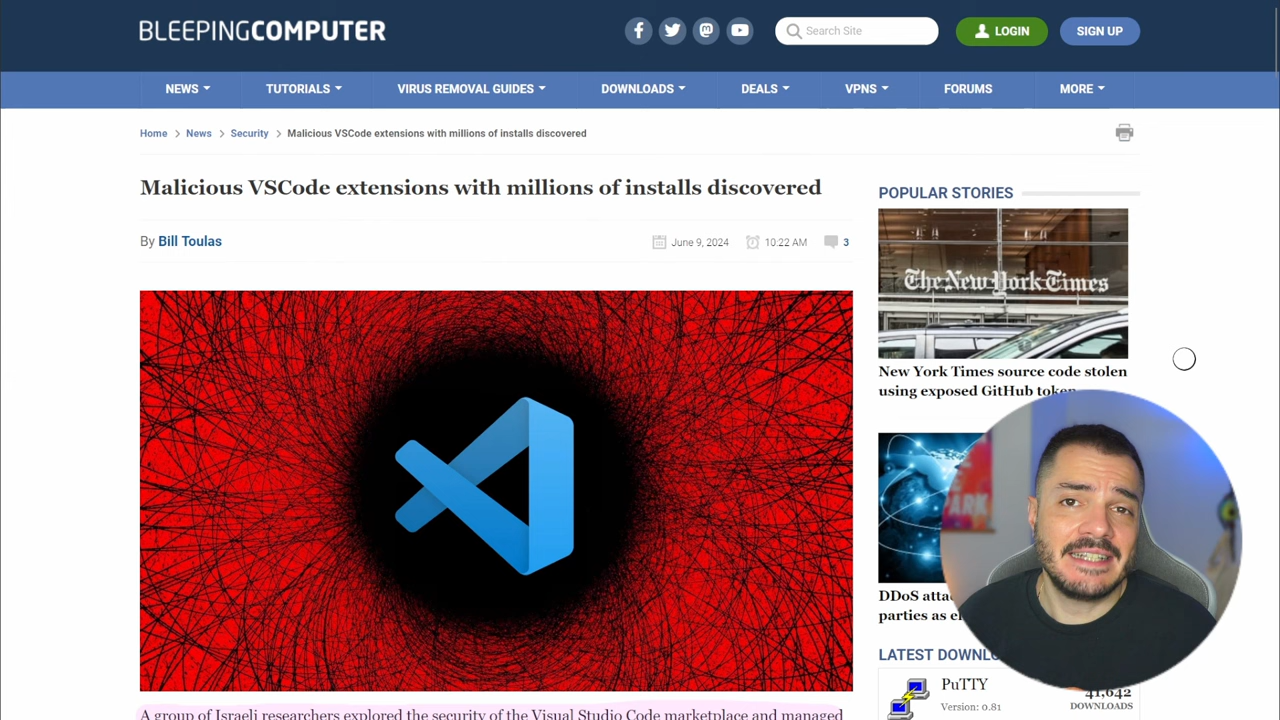 BLEEPINGCOMPUTER
Search Site
LOGIN
SIGN UP
NEWS
TUTORIALS
VIRUS REMOVAL GUIDES
DOWNLOADS
DEALS
VPNS
FORUMS
MORE
Home > News > Security > Malicious VSCode extensions with millions of installs discovered
Malicious VSCode extensions with millions of installs discovered
By Bill Toulas
June 9, 2024
10:22 AM
3
A group of Israeli researchers explored the security of the Visual Studio Code marketplace and managed
POPULAR STORIES
The New York Times
New York Times source code stolen
using exposed GitHub token
PARK
DDoS
parties as
LATEST
PuTTY
Version: 0.81
41,642
DOWNLOADS